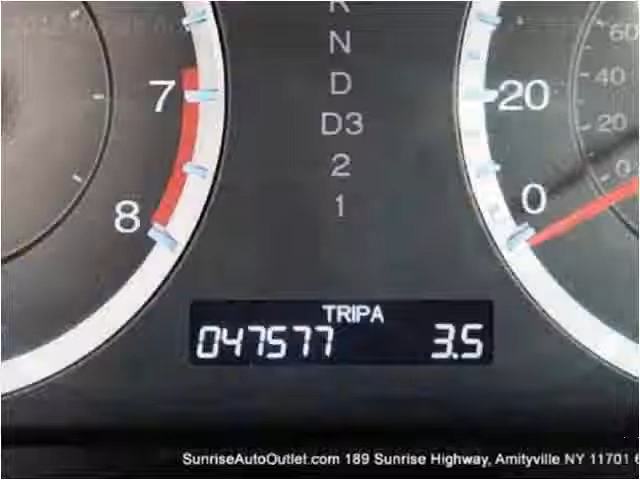 R
N
D
D3
2
1
7
8
20
0
60
40
20
0
TRIPA
047577 3.5
SunriseAutoOutlet.com 189 Sunrise Highway, Amityville NY 11701